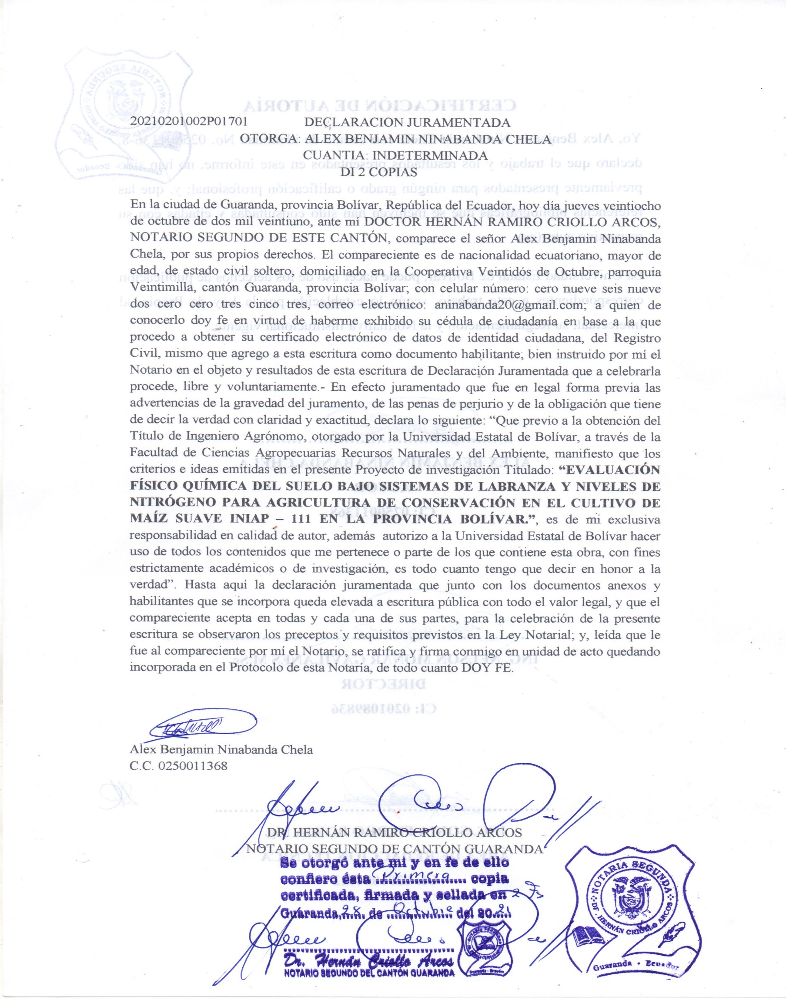 20210201002P01701 DECLARACION JURAMENTADA
OTORGA: ALEX BENJAMIN NINABANDA CHELA
CUANTIA: INDETERMINADA
DI 2 COPIAS
En la ciudad de Guaranda, provincia Bolívar, República del Ecuador, hoy día jueves veintiocho
de octubre de dos mil veintiuno, ante mí DOCTOR HERNÁN RAMIRO CRIOLLO ARCOS,
NOTARIO SEGUNDO DE ESTE CANTÓN, comparece el señor Alex Benjamin Ninabanda
Chela, por sus propios derechos. El compareciente es de nacionalidad ecuatoriano, mayor de
edad, de estado civil soltero, domiciliado en la Cooperativa Veintidós de Octubre, parroquia
Veintimilla, cantón Guaranda, provincia Bolívar; con celular número: cero nueve seis nueve
dos cero cero tres cinco tres, correo electrónico: aninabanda20@gmail.com; a quien de
conocerlo doy fe en virtud de haberme exhibido su cédula de ciudadanía en base a la que
procedo a obtener su certificado electrónico de datos de identidad ciudadana, del Registro
Civil, mismo que agrego a esta escritura como documento habilitante; bien instruido por mí el
Notario en el objeto y resultados de esta escritura de Declaración Juramentada que a celebrarla
procede, libre y voluntariamente.- En efecto juramentado que fue en legal forma previa las
advertencias de la gravedad del juramento, de las penas de perjurio y de la obligación que tiene
de decir la verdad con claridad y exactitud, declara lo siguiente: “Que previo a la obtención del
Título de Ingeniero Agrónomo, otorgado por la Universidad Estatal de Bolívar, a través de la
Facultad de Ciencias Agropecuarias Recursos Naturales y del Ambiente, manifiesto que los
criterios e ideas emitidas en el presente Proyecto de investigación Titulado: “EVALUACIÓN
FÍSICO QUÍMICA DEL SUELO BAJO SISTEMAS DE LABRANZA Y NIVELES DE
NITRÓGENO PARA AGRICULTURA DE CONSERVACIÓN EN EL CULTIVO DE
MAÍZ SUAVE INIAP – 111 EN LA PROVINCIA BOLÍVAR.”, es de mi exclusiva
responsabilidad en calidad de autor, además autorizo a la Universidad Estatal de Bolívar hacer
uso de todos los contenidos que me pertenece o parte de los que contiene esta obra, con fines
estrictamente académicos o de investigación, es todo cuanto tengo que decir en honor a la
verdad”. Hasta aquí la declaración juramentada que junto con los documentos anexos y
habilitantes que se incorpora queda elevada a escritura pública con todo el valor legal, y que el
compareciente acepta en todas y cada una de sus partes, para la celebración de la presente
escritura se observaron los preceptos y requisitos previstos en la Ley Notarial; y, leída que le
fue al compareciente por mí el Notario, se ratifica y firma conmigo en unidad de acto quedando
incorporada en el Protocolo de esta Notaría, de todo cuanto DOY FE.
Alex Benjamin Ninabanda Chela
C.C. 0250011368
DR. HERNÁN RAMIRO CRIOLLO ARCOS
NOTARIO SEGUNDO DE CANTÓN GUARANDA
Se otorgó ante mi y en fe de ello
confiero ésta Primera copia
certificada, firmada y sellada en 2 Fs
Guaranda, 28 de Octubre del 2021
Dr. Hernán Criollo Arcos
NOTARIO SEGUNDO DEL CANTÓN GUARANDA
NOTARIA SEGUNDA
DR. HERNÁN CRIOLLO ARCOS
Guaranda - Ecuador